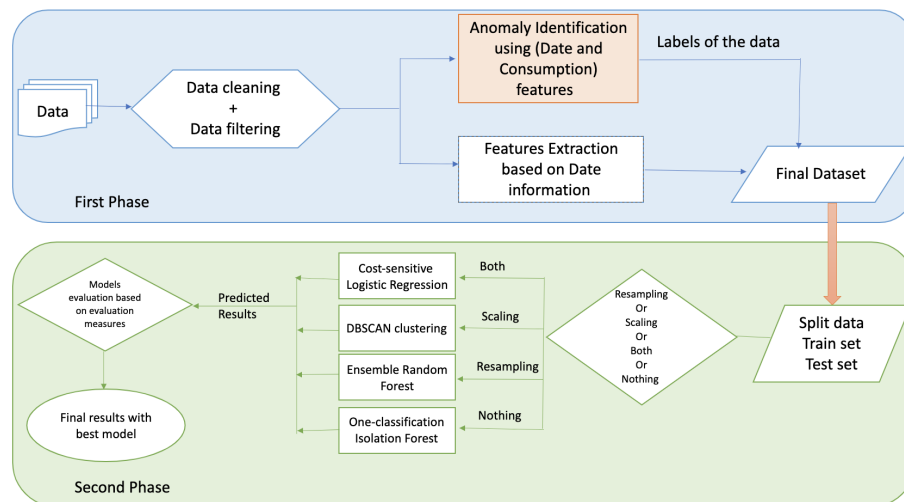 Data
Data cleaning
+
Data filtering
Anomaly Identification
using (Date and
Consumption)
features
Labels of the data
Features Extraction
based on Date
information
Final Dataset
First Phase
Split data
Train set
Test set
Resampling
Or
Scaling
Or
Both
Or
Nothing
Both
Scaling
Resampling
Nothing
Cost-sensitive
Logistic Regression
DBSCAN clustering
Ensemble Random
Forest
One-classification
Isolation Forest
Predicted
Results
Models
evaluation based
on evaluation
measures
Final results with
best model
Second Phase